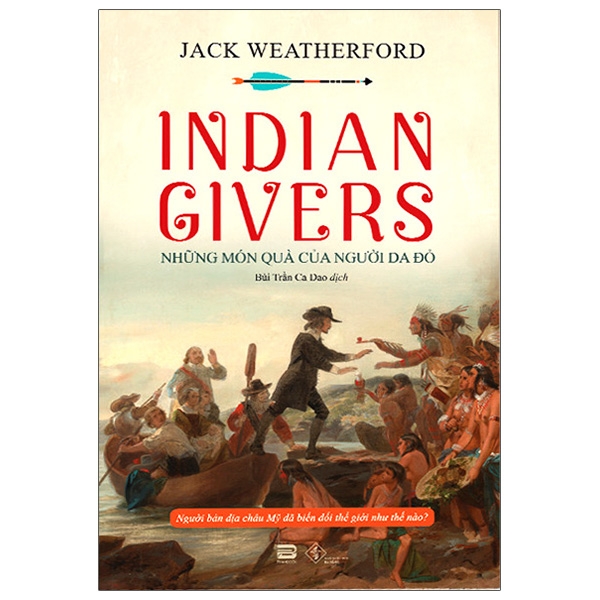 JACK WEATHERFORD
INDIAN
GIVERS
NHỮNG MÓN QUÀ CỦA NGƯỜI DA ĐỎ
Bùi Trần Ca Dao dịch
Người bản địa châu Mỹ đã biến đổi thế giới như thế nào?